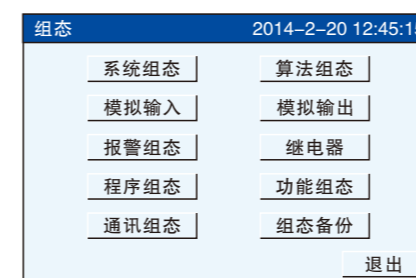 组态 2014-2-20 12:45:15
系统组态 算法组态
模拟输入 模拟输出
报警组态 继电器
程序组态 功能组态
通讯组态 组态备份
退出